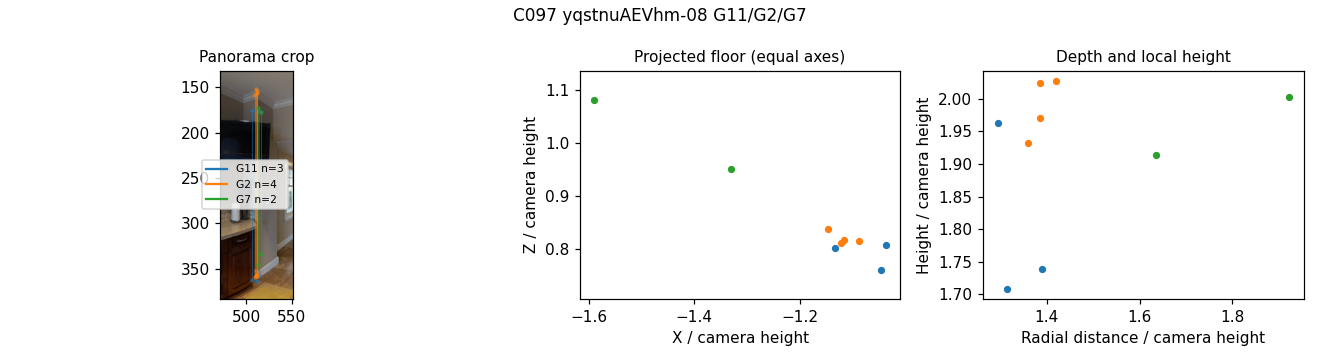 C097 yqstnuAEVhm-08 G11/G2/G7
Panorama crop
150
200
250
300
350
500
550
G11 n=3
G2 n=4
G7 n=2
Projected floor (equal axes)
Z / camera height
1.1
1.0
0.9
0.8
−1.6
−1.4
−1.2
X / camera height
Depth and local height
Height / camera height
2.00
1.95
1.90
1.85
1.80
1.75
1.70
1.4
1.6
1.8
Radial distance / camera height